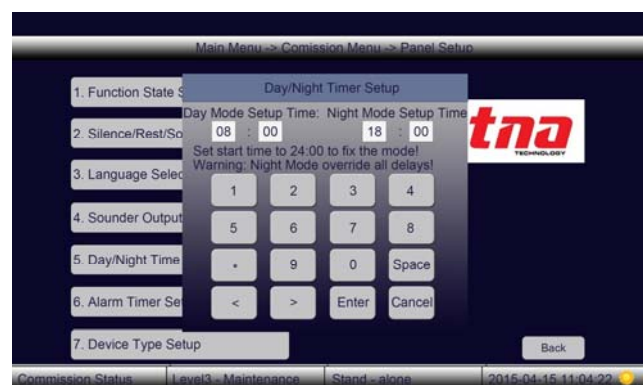 Main Menu -> Comission Menu -> Panel Setup
Day/Night Timer Setup
1. Function State S
Day Mode Setup Time: Night Mode Setup Time
08 : 00 18 : 00
2. Silence/Rest/So
Set start time to 24:00 to fix the mode!
Warning: Night Mode override all delays!
tna
TECHNOLOGY
3. Language Selec
1 2 3 4
4. Sounder Output
5 6 7 8
5. Day/Night Time
* 9 0 Space
6. Alarm Timer Se
< > Enter Cancel
7. Device Type Setup
Back
Commission Status Level3 - Maintenance Stand - alone 2015-04-15 11:04:22